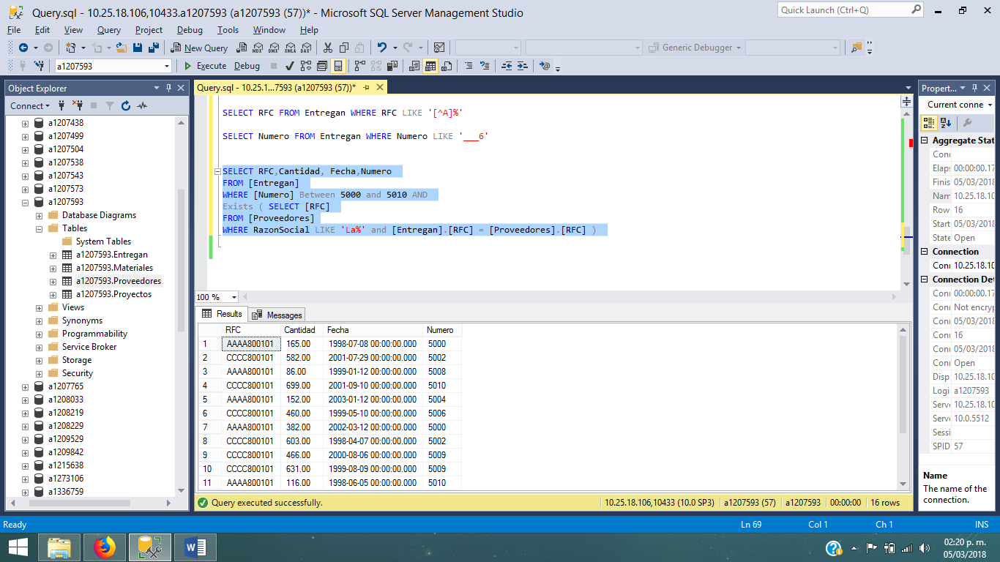 Query.sql - 10.25.18.106,10433.a1207593 (a1207593 (57))* - Microsoft SQL Server Management Studio
Quick Launch (Ctrl+Q)
File Edit View Query Project Debug Tools Window Help
New Query MDX DMX XMLA DAX Generic Debugger
a1207593 Execute Debug
Object Explorer
Connect
a1207438
a1207499
a1207504
a1207538
a1207543
a1207573
a1207593
Database Diagrams
Tables
System Tables
a1207593.Entregan
a1207593.Materiales
a1207593.Proveedores
a1207593.Proyectos
Views
Synonyms
Programmability
Service Broker
Storage
Security
a1207765
a1208033
a1208219
a1208229
a1209529
a1209842
a1215638
a1273106
a1336759
Query.sql - 10.25.1...7593 (a1207593 (57))*
SELECT RFC FROM Entregan WHERE RFC LIKE '[^A]%'
SELECT Numero FROM Entregan WHERE Numero LIKE '___6'
SELECT RFC,Cantidad, Fecha,Numero
FROM [Entregan]
WHERE [Numero] Between 5000 and 5010 AND
Exists ( SELECT [RFC]
FROM [Proveedores]
WHERE RazonSocial LIKE 'La%' and [Entregan].[RFC] = [Proveedores].[RFC] )
100 %
Results Messages
RFC Cantidad Fecha Numero
1 AAAA800101 165.00 1998-07-08 00:00:00.000 5000
2 CCCC800101 582.00 2001-07-29 00:00:00.000 5002
3 AAAA800101 86.00 1999-01-12 00:00:00.000 5008
4 CCCC800101 699.00 2001-09-10 00:00:00.000 5010
5 AAAA800101 152.00 2003-01-12 00:00:00.000 5004
6 CCCC800101 460.00 1999-05-10 00:00:00.000 5006
7 AAAA800101 382.00 2002-03-12 00:00:00.000 5000
8 CCCC800101 603.00 1998-04-07 00:00:00.000 5002
9 CCCC800101 466.00 2000-08-06 00:00:00.000 5009
10 CCCC800101 631.00 1999-08-09 00:00:00.000 5009
11 AAAA800101 116.00 1998-06-05 00:00:00.000 5010
Query executed successfully. 10.25.18.106,10433 (10.0 SP3) a1207593 (57) a1207593 00:00:00 16 rows
Propert...
Current conne
Aggregate Stat
Conn
Elaps 00:00:00.17
Finis 05/03/2018
Nam 10.25.18.10
Row 16
Start 05/03/2018
State Open
Connection
Conn 10.25.18.10
Connection Det
Conn 00:00:00.17
Conn Not encryp
Conn 05/03/2018
Conn 16
Conn 05/03/2018
Conn Open
Disp 10.25.18.10
Logi a1207593
Serve 10.25.18.10
Serve 10.0.5512
Sessi
SPID 57
Name
The name of the
connection.
Ready Ln 69 Col 1 Ch 1 INS
02:20 p. m.
05/03/2018